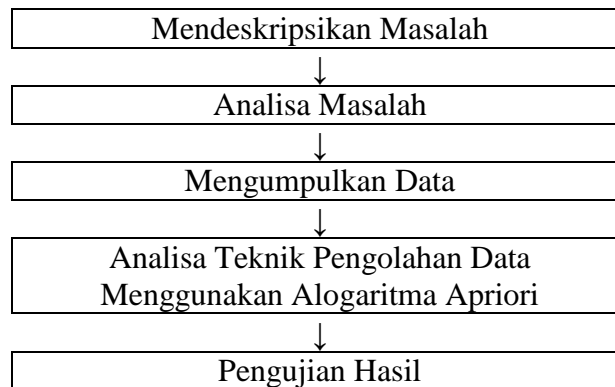 Mendeskripsikan Masalah
↓
Analisa Masalah
↓
Mengumpulkan Data
↓
Analisa Teknik Pengolahan Data
Menggunakan Alogaritma Apriori
↓
Pengujian Hasil